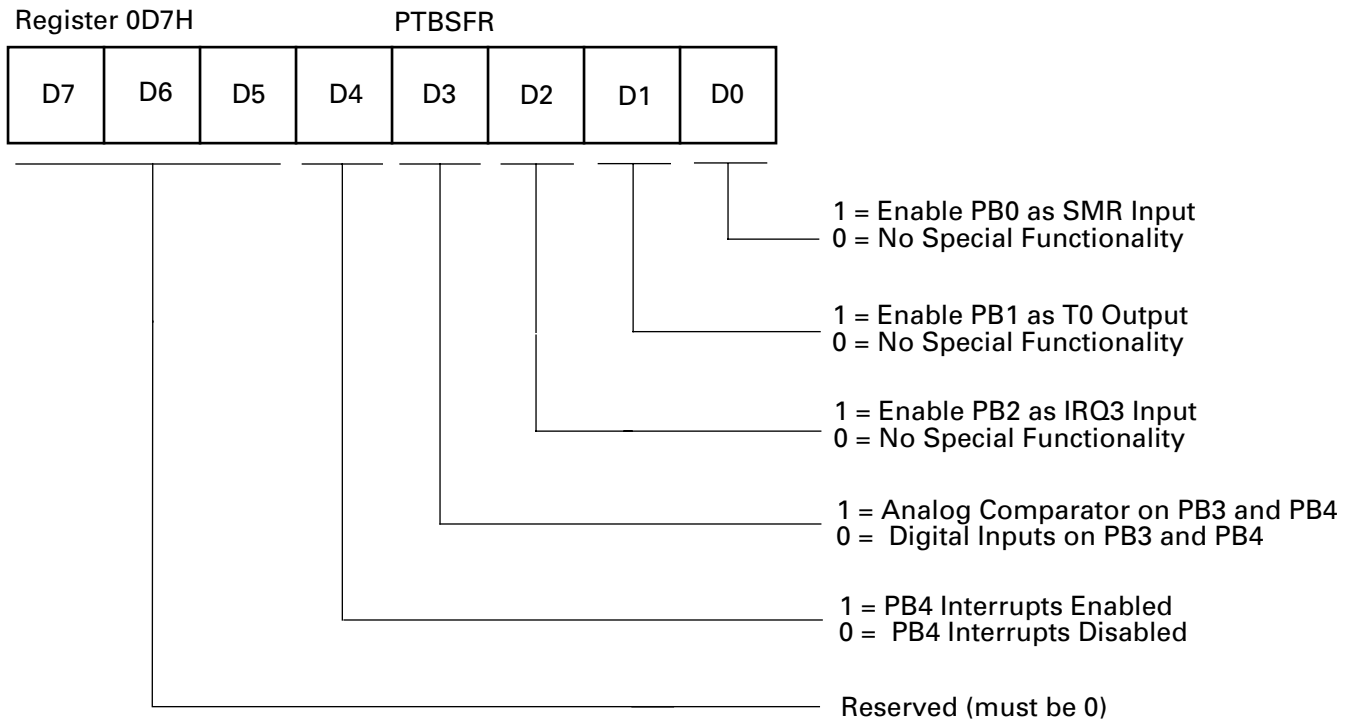 Register 0D7H PTBSFR
D7 D6 D5 D4 D3 D2 D1 D0
1 = Enable PB0 as SMR Input
0 = No Special Functionality
1 = Enable PB1 as T0 Output
0 = No Special Functionality
1 = Enable PB2 as IRQ3 Input
0 = No Special Functionality
1 = Analog Comparator on PB3 and PB4
0 = Digital Inputs on PB3 and PB4
1 = PB4 Interrupts Enabled
0 = PB4 Interrupts Disabled
Reserved (must be 0)